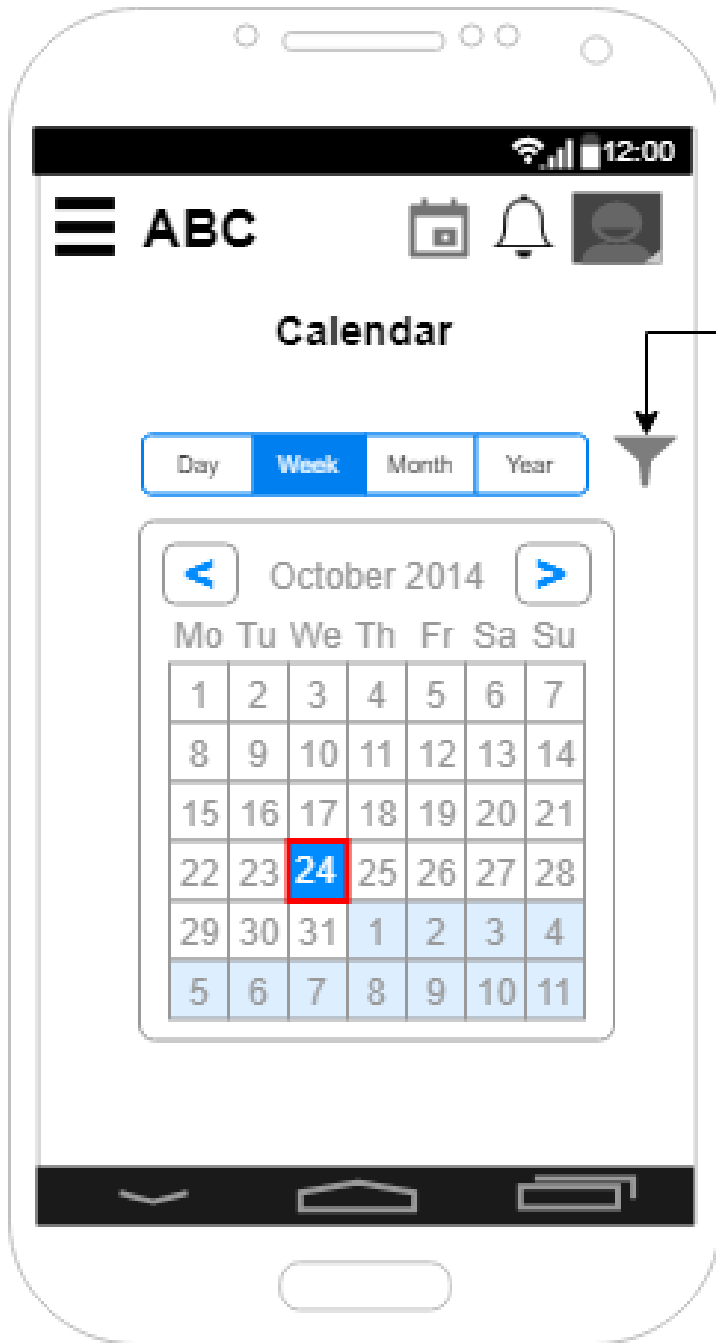 12:00
ABC
Calendar
Day Week Month Year
< October 2014 >
Mo Tu We Th Fr Sa Su
1 2 3 4 5 6 7
8 9 10 11 12 13 14
15 16 17 18 19 20 21
22 23 24 25 26 27 28
29 30 31 1 2 3 4
5 6 7 8 9 10 11